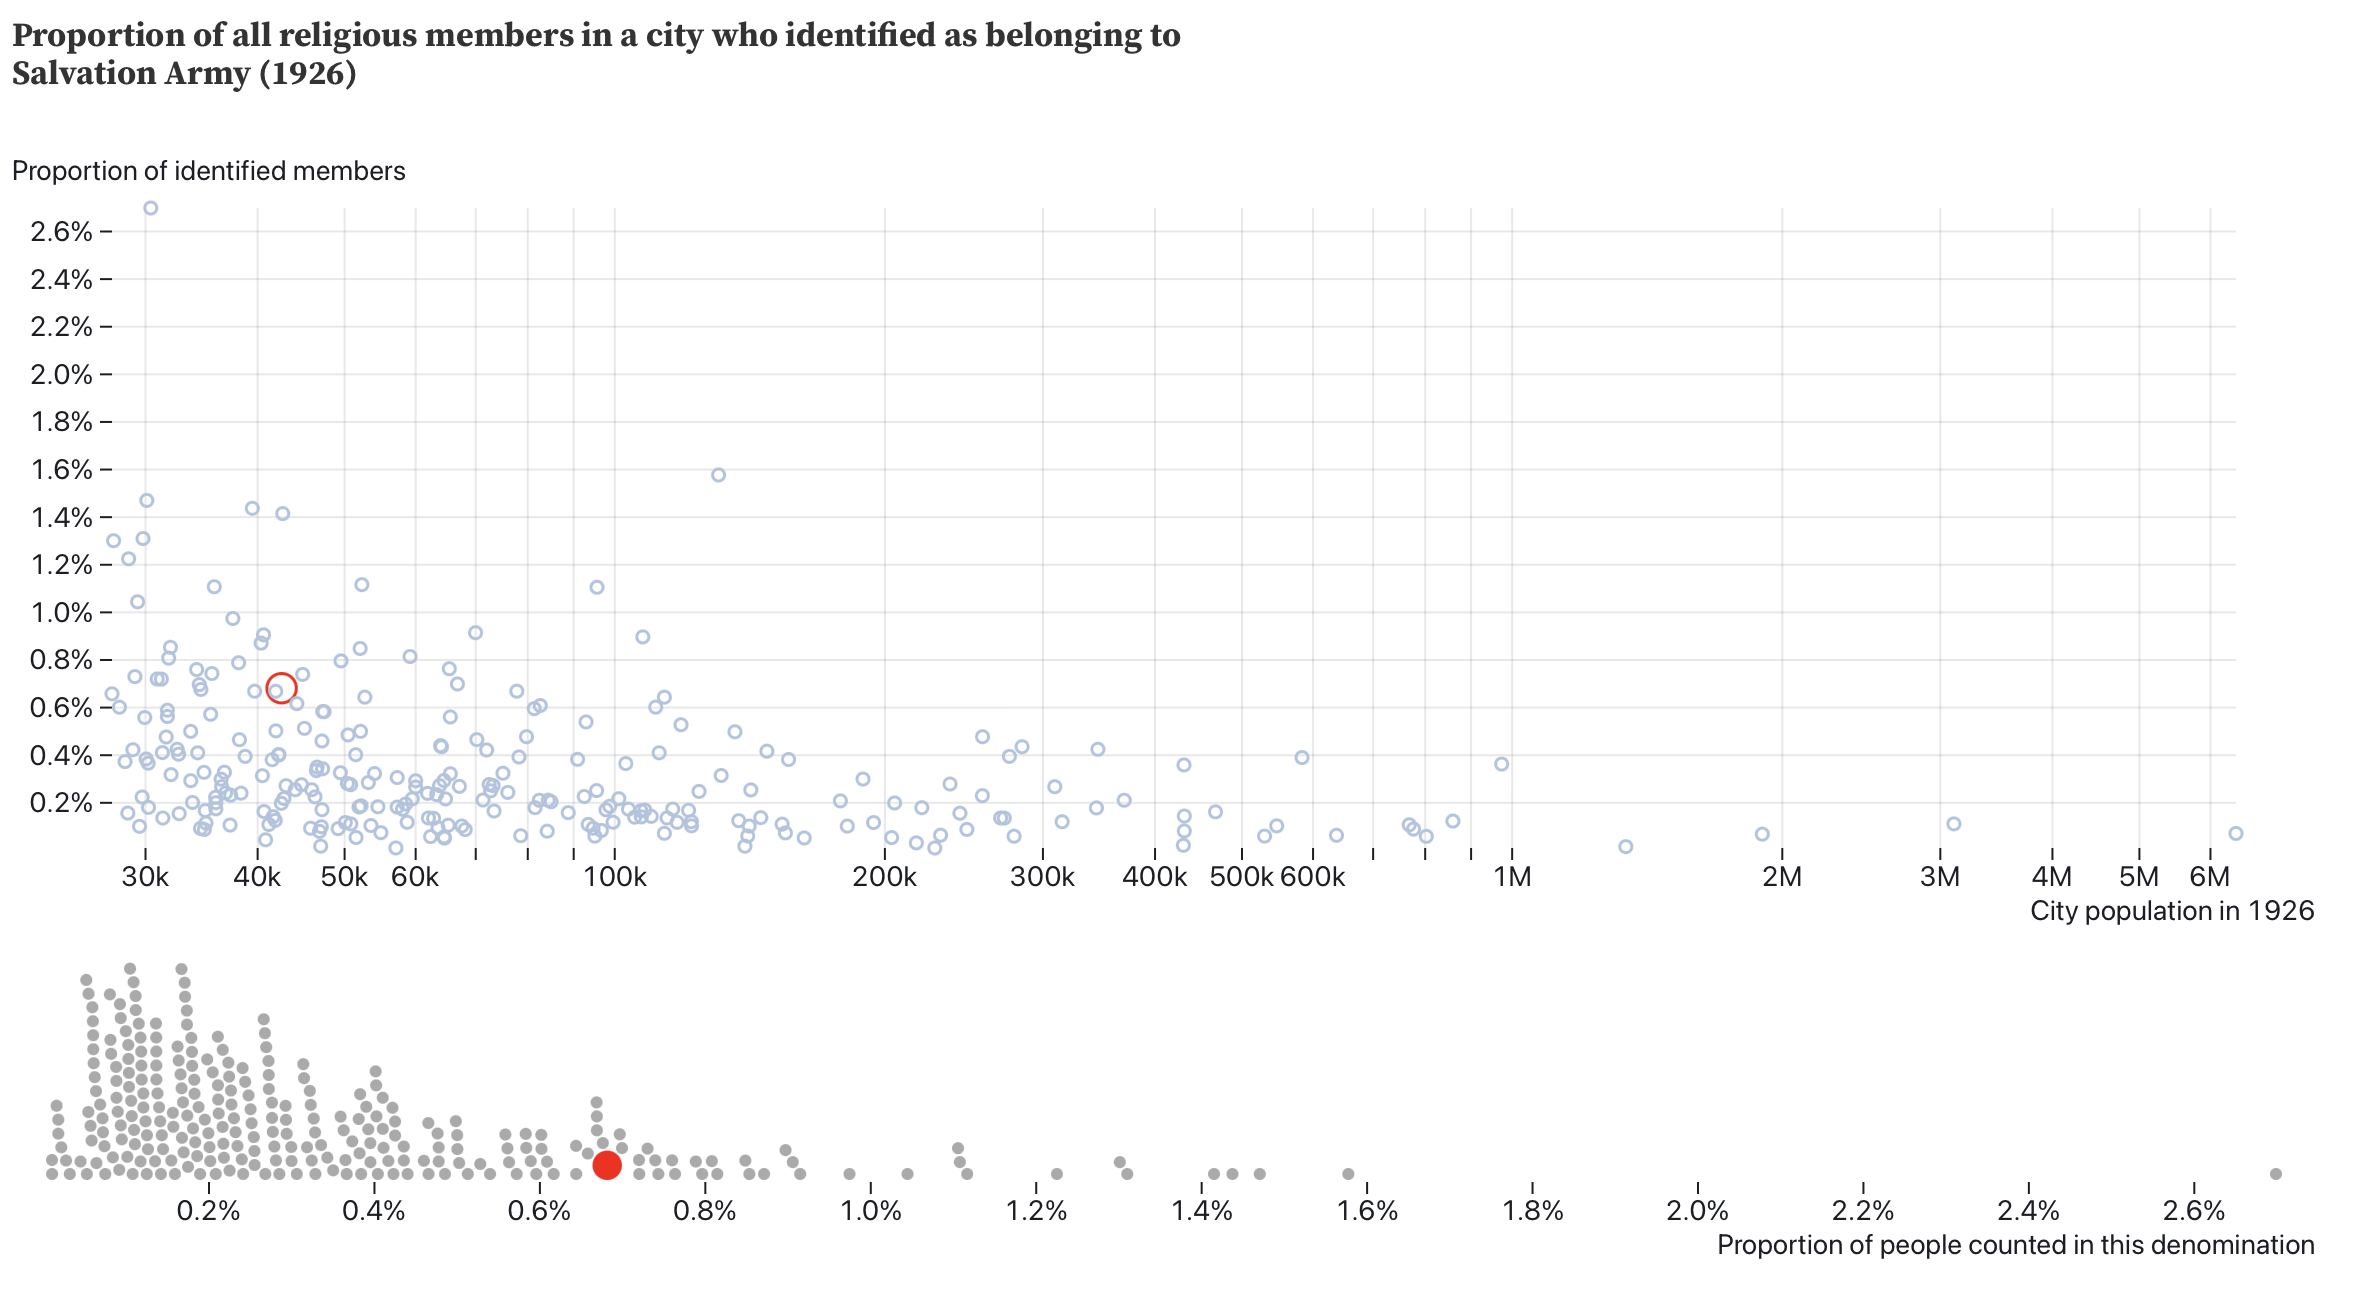 Proportion of all religious members in a city who identified as belonging to
Salvation Army (1926)
Proportion of identified members
2.6%
2.4%
2.2%
2.0%
1.8%
1.6%
1.4%
1.2%
1.0%
0.8%
0.6%
0.4%
0.2%
30k 40k 50k 60k 100k 200k 300k 400k 500k 600k 1M 2M 3M 4M 5M 6M
City population in 1926
0.2% 0.4% 0.6% 0.8% 1.0% 1.2% 1.4% 1.6% 1.8% 2.0% 2.2% 2.4% 2.6%
Proportion of people counted in this denomination